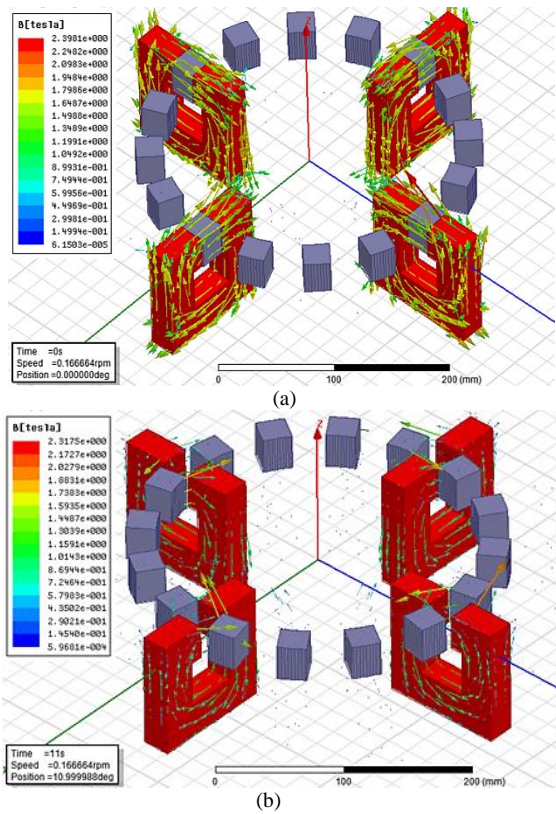 B[tesla]
2.3981e+000
2.2482e+000
2.0983e+000
1.9484e+000
1.7986e+000
1.6487e+000
1.4988e+000
1.3489e+000
1.1991e+000
1.0492e+000
8.9931e-001
7.4944e-001
5.9956e-001
4.4969e-001
2.9981e-001
1.4994e-001
6.1503e-005
Z
Time =0s
Speed =0.166664rpm
Position =0.000000deg
0 100 200 (mm)
(a)
B[tesla]
2.3175e+000
2.1727e+000
2.0279e+000
1.8831e+000
1.7383e+000
1.5935e+000
1.4487e+000
1.3039e+000
1.1591e+000
1.0143e+000
8.6944e-001
7.2464e-001
5.7983e-001
4.3502e-001
2.9021e-001
1.4540e-001
5.9681e-004
Z
Time =11s
Speed =0.166664rpm
Position =10.999988deg
0 100 200 (mm)
(b)